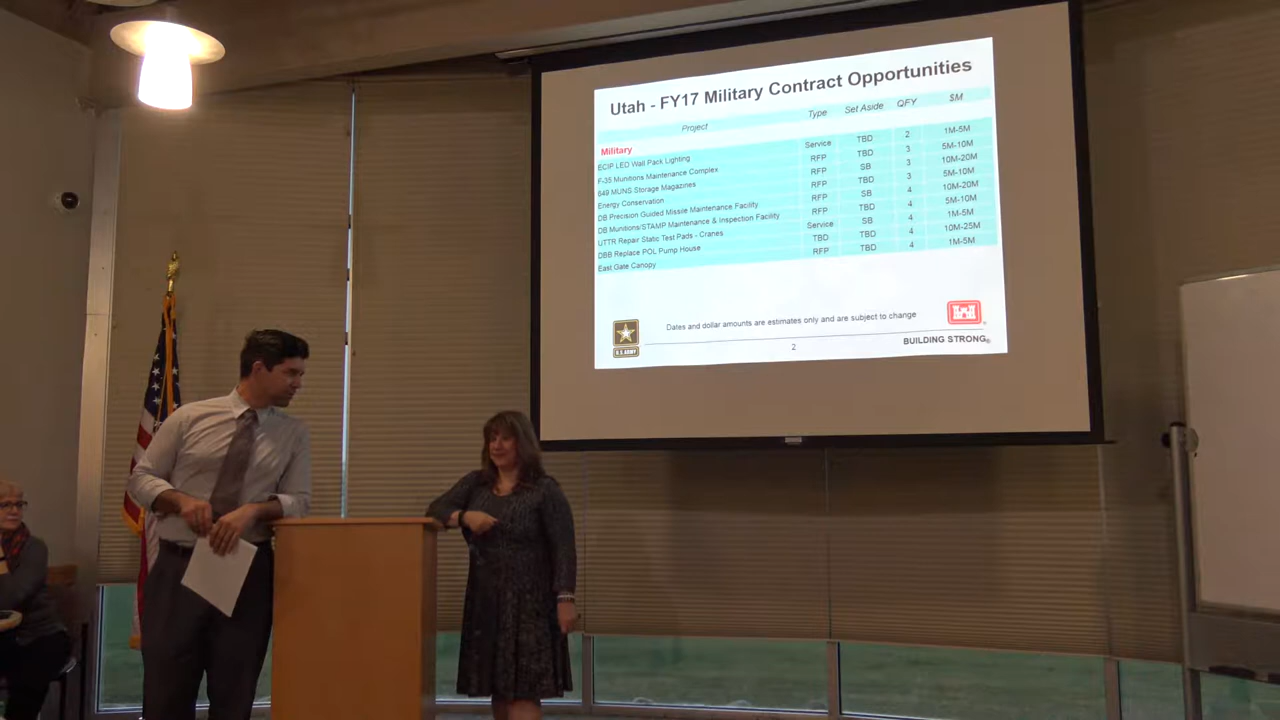 Utah - FY17 Military Contract Opportunities
Project Type Set Aside QFY $M
Military
ECIP LED Wall Pack Lighting Service TBD 2 1M-5M
F-35 Munitions Maintenance Complex RFP TBD 3 5M-10M
649 MUNS Storage Magazines RFP SB 3 10M-20M
Energy Conservation RFP TBD 3 5M-10M
DB Precision Guided Missile Maintenance Facility RFP SB 4 10M-20M
DB Munitions/STAMP Maintenance & Inspection Facility RFP TBD 4 5M-10M
UTTR Repair Static Test Pads - Cranes Service SB 4 1M-5M
DBB Replace POL Pump House TBD TBD 4 10M-25M
East Gate Canopy RFP TBD 4 1M-5M
Dates and dollar amounts are estimates only and are subject to change
U.S. ARMY
2
BUILDING STRONG®